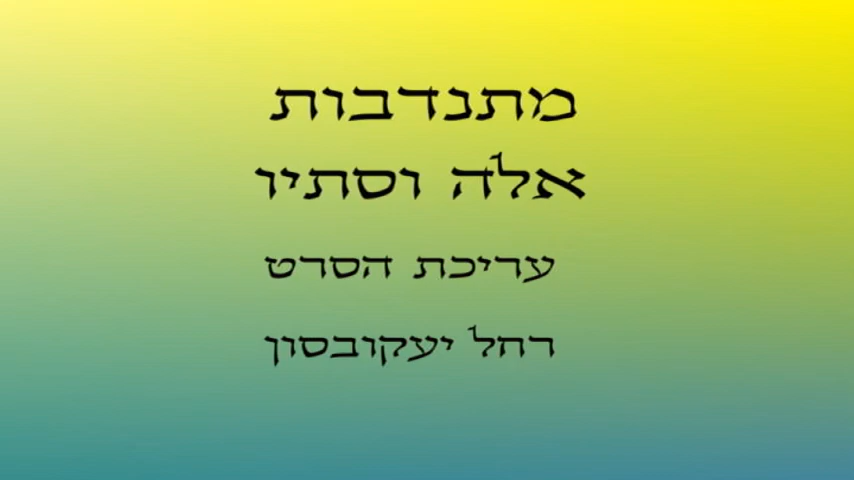 מתנדבות
אלה וסתיו
עריכת הסרט
רחל יעקובסון